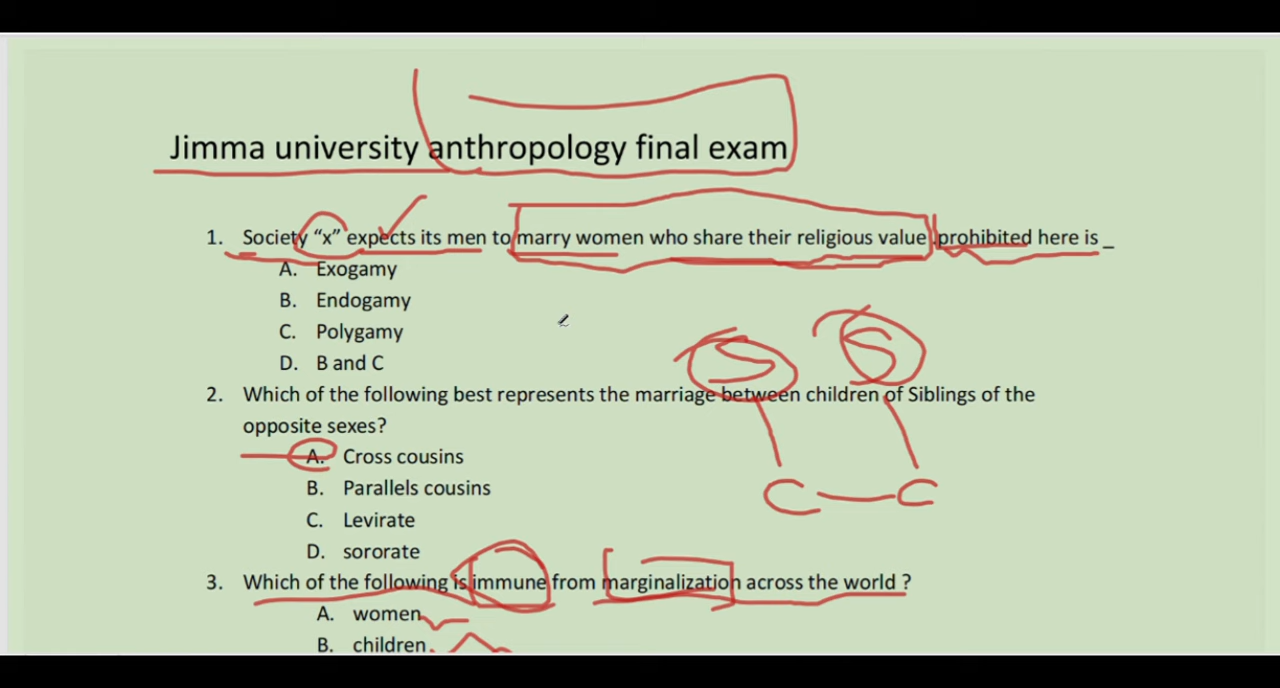 Jimma university anthropology final exam
1. Society “x” expects its men to marry women who share their religious value .prohibited here is _
A. Exogamy
B. Endogamy
C. Polygamy
D. B and C
S S
2. Which of the following best represents the marriage between children of Siblings of the
opposite sexes?
A. Cross cousins
B. Parallels cousins
C C
C. Levirate
D. sororate
3. Which of the following is immune from marginalization across the world ?
A. women
B. children